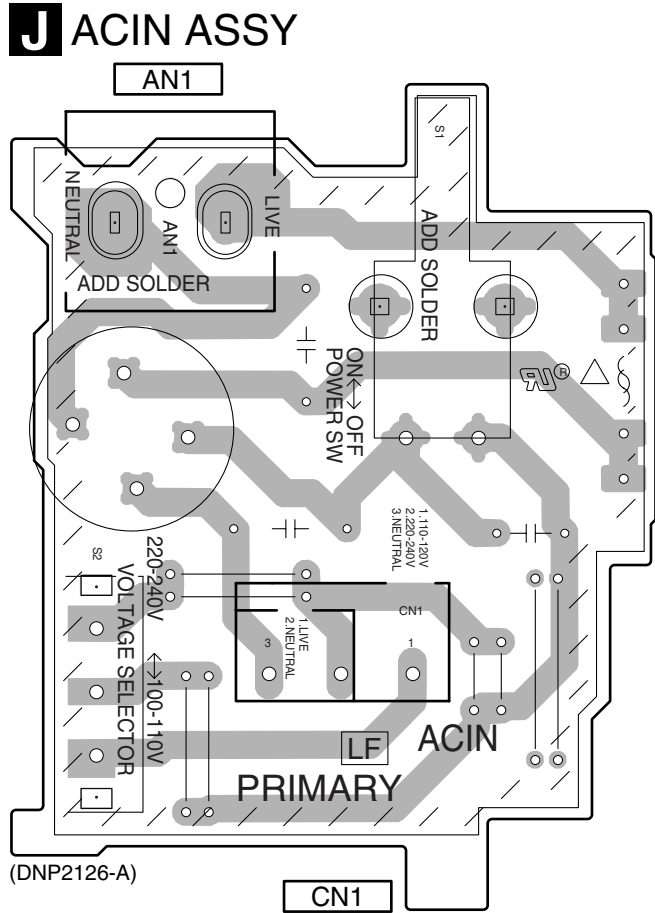 J ACIN ASSY
AN1
S1
NEUTRAL
AN1
LIVE
ADD SOLDER
ADD SOLDER
ON ↔ OFF
POWER SW
R
1.110-120V
2.220-240V
3.NEUTRAL
S2
220-240V ↔ 100-110V
VOLTAGE SELECTOR
1.LIVE
2.NEUTRAL
CN1
3
1
LF
ACIN
PRIMARY
(DNP2126-A)
CN1